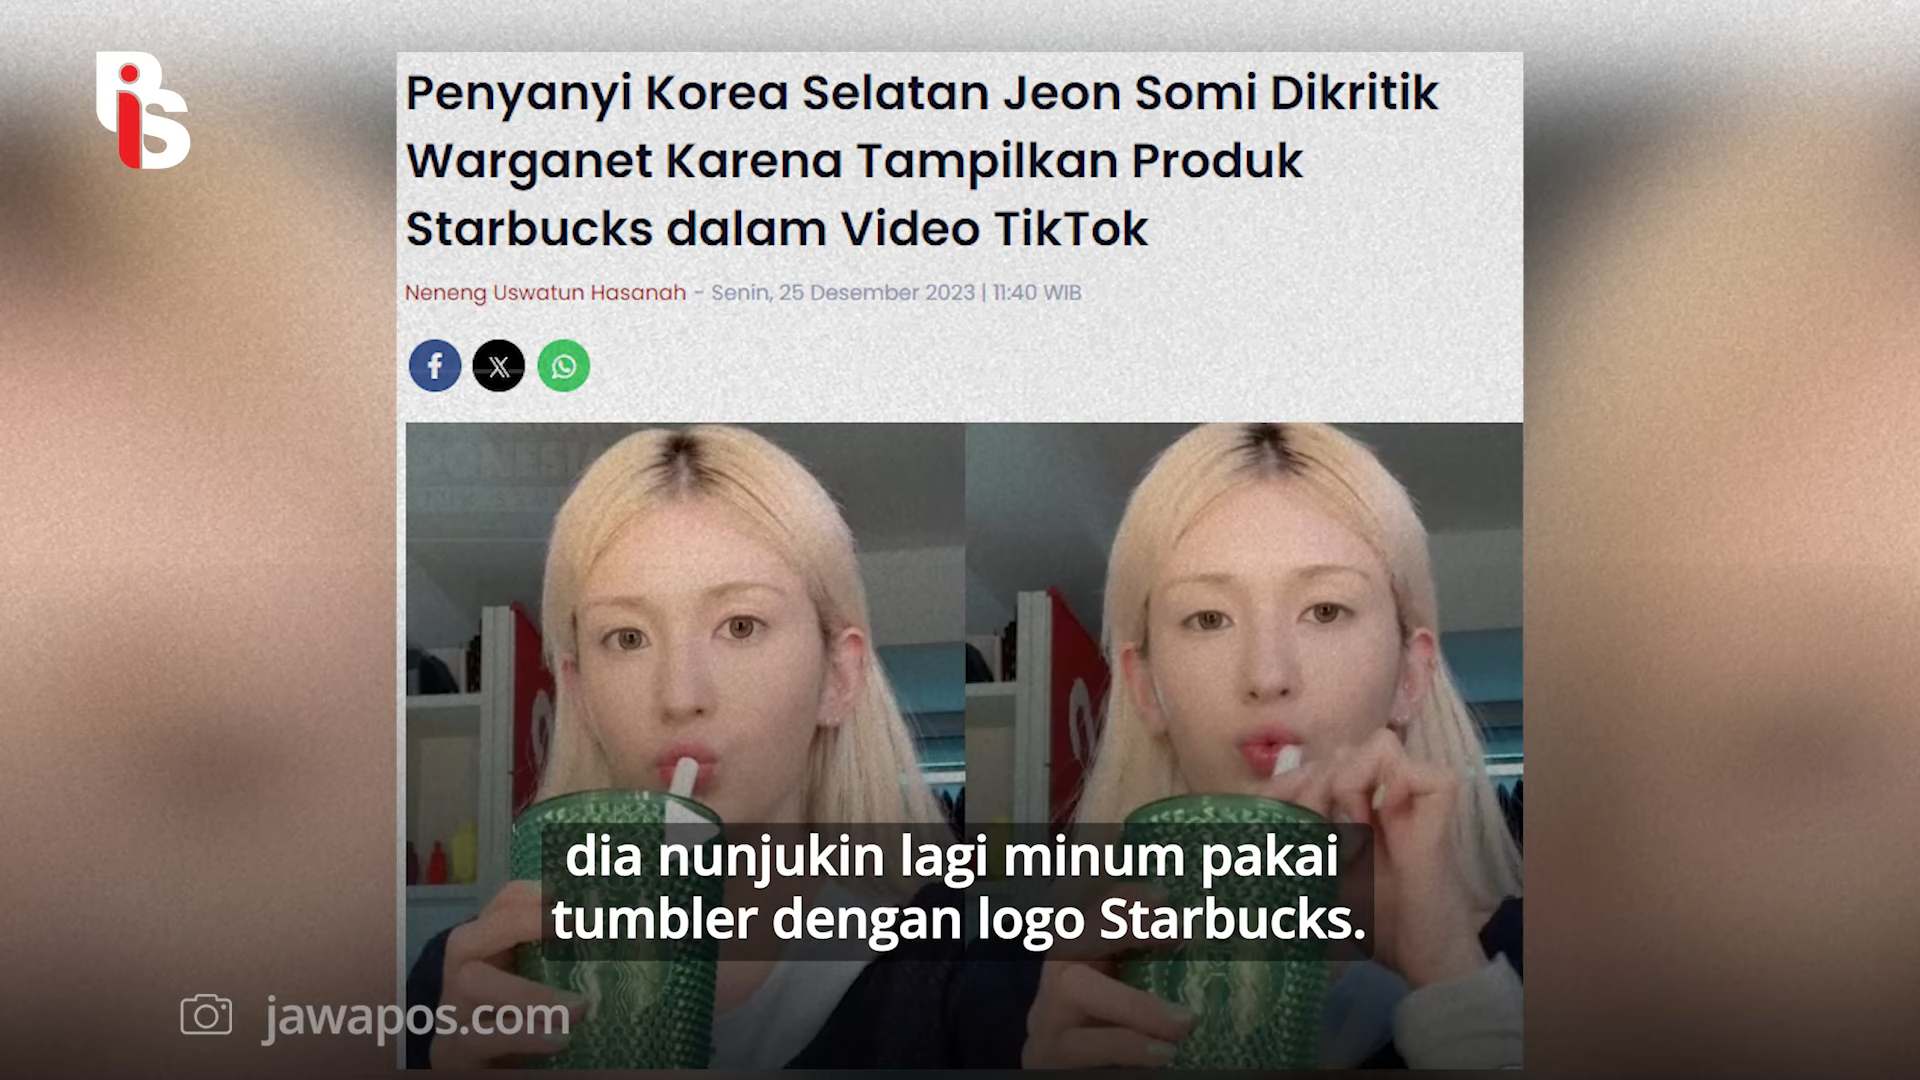 BiS
Penyanyi Korea Selatan Jeon Somi Dikritik
Warganet Karena Tampilkan Produk
Starbucks dalam Video TikTok
Neneng Uswatun Hasanah - Senin, 25 Desember 2023 | 11:40 WIB
dia nunjukin lagi minum pakai
tumbler dengan logo Starbucks.
jawapos.com